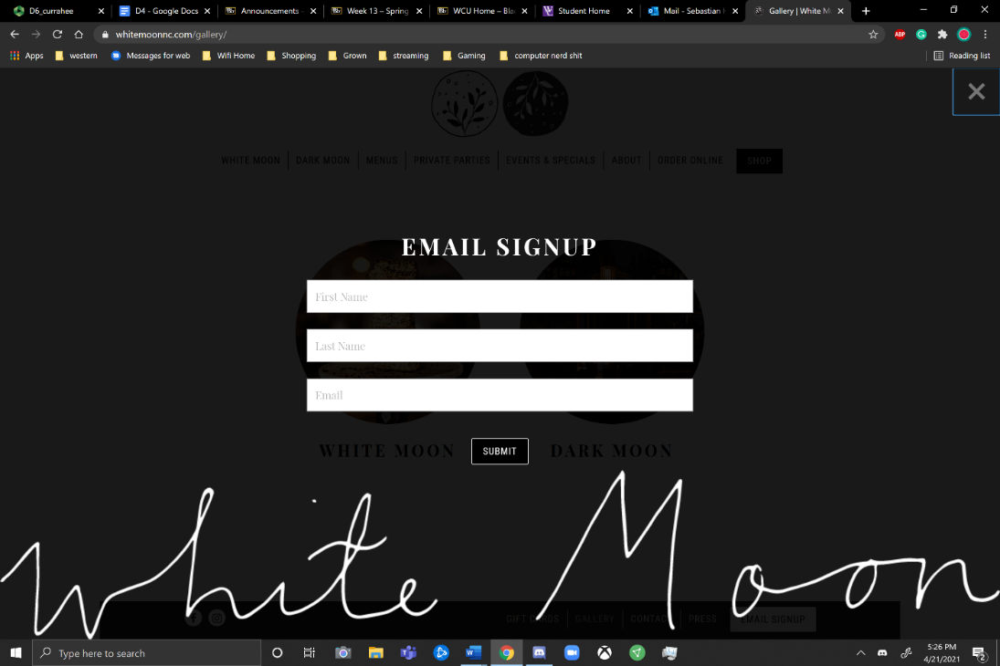 D6_currahee
D4 - Google Docs
Announcements -
Week 13 – Spring
WCU Home – Bla
Student Home
Mail - Sebastian
Gallery | White M
whitemoonnc.com/gallery/
ABP
Apps
western
Messages for web
Wifi Home
Shopping
Grown
streaming
Gaming
computer nerd shit
Reading list
WHITE MOON
DARK MOON
MENUS
PRIVATE PARTIES
EVENTS & SPECIALS
ABOUT
ORDER ONLINE
SHOP
EMAIL SIGNUP
First Name
Last Name
Email
WHITE MOON
SUBMIT
DARK MOON
White Moon
GIFT CARDS
GALLERY
CONTACT
PRESS
EMAIL SIGNUP
Type here to search
5:26 PM
4/21/2021
2